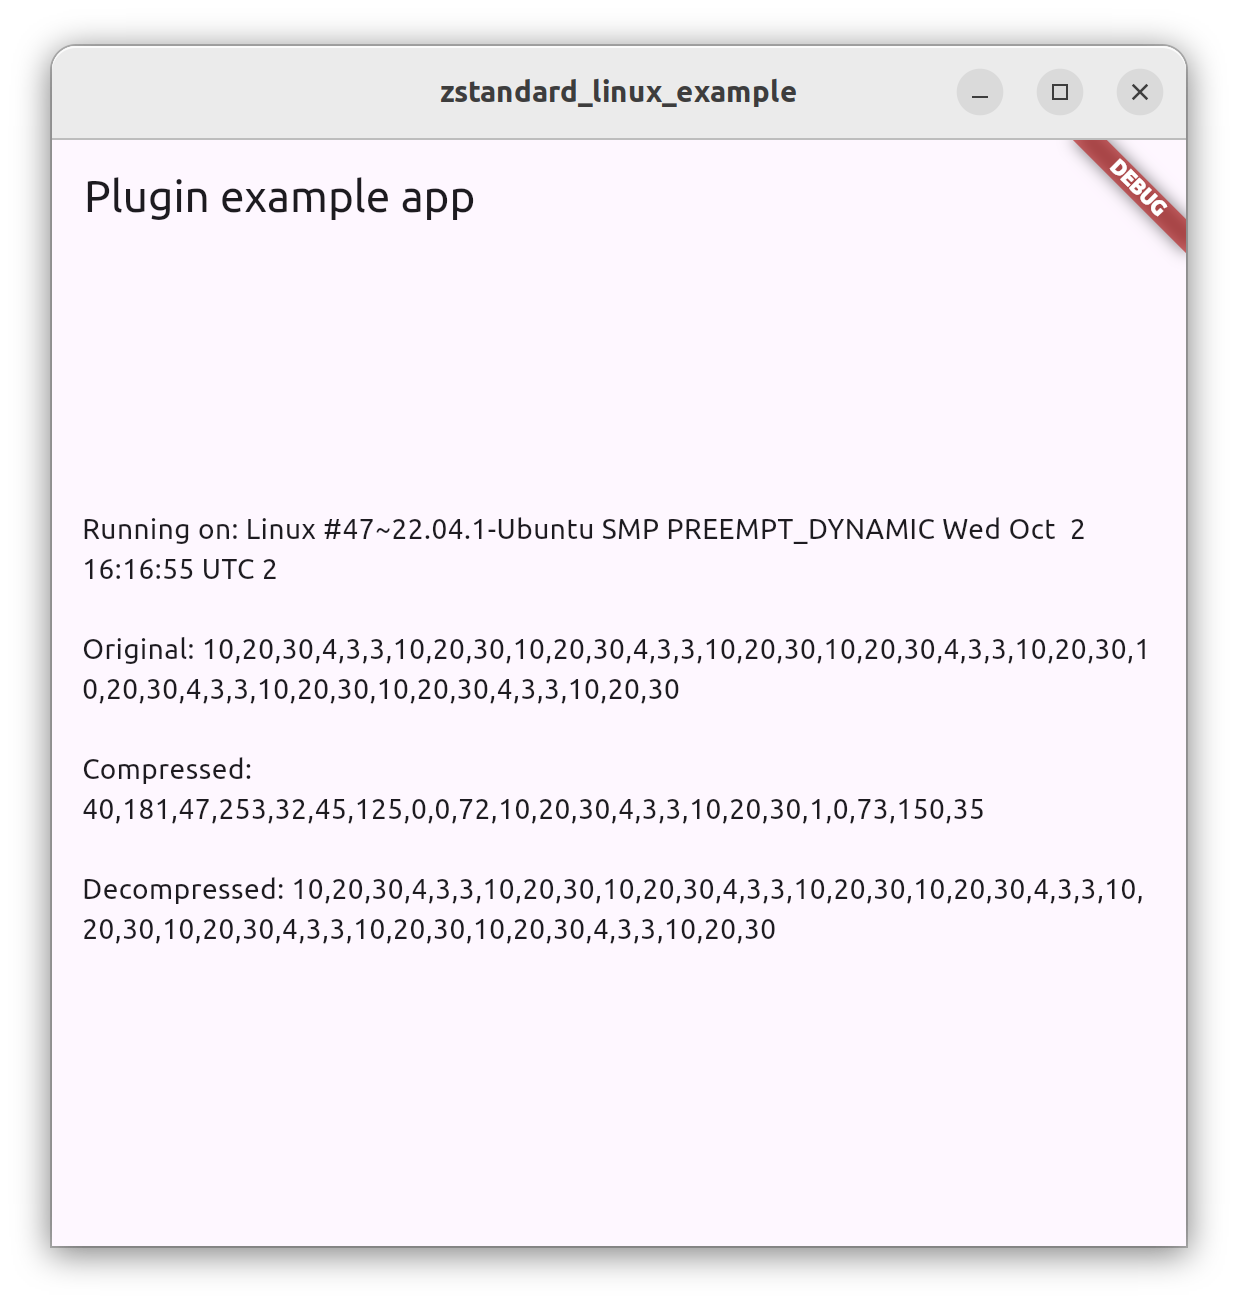 zstandard_linux_example
DEBUG
Plugin example app
Running on: Linux #47~22.04.1-Ubuntu SMP PREEMPT_DYNAMIC Wed Oct  2
16:16:55 UTC 2
Original: 10,20,30,4,3,3,10,20,30,10,20,30,4,3,3,10,20,30,10,20,30,4,3,3,10,20,30,1
0,20,30,4,3,3,10,20,30,10,20,30,4,3,3,10,20,30
Compressed:
40,181,47,253,32,45,125,0,0,72,10,20,30,4,3,3,10,20,30,1,0,73,150,35
Decompressed: 10,20,30,4,3,3,10,20,30,10,20,30,4,3,3,10,20,30,10,20,30,4,3,3,10,
20,30,10,20,30,4,3,3,10,20,30,10,20,30,4,3,3,10,20,30